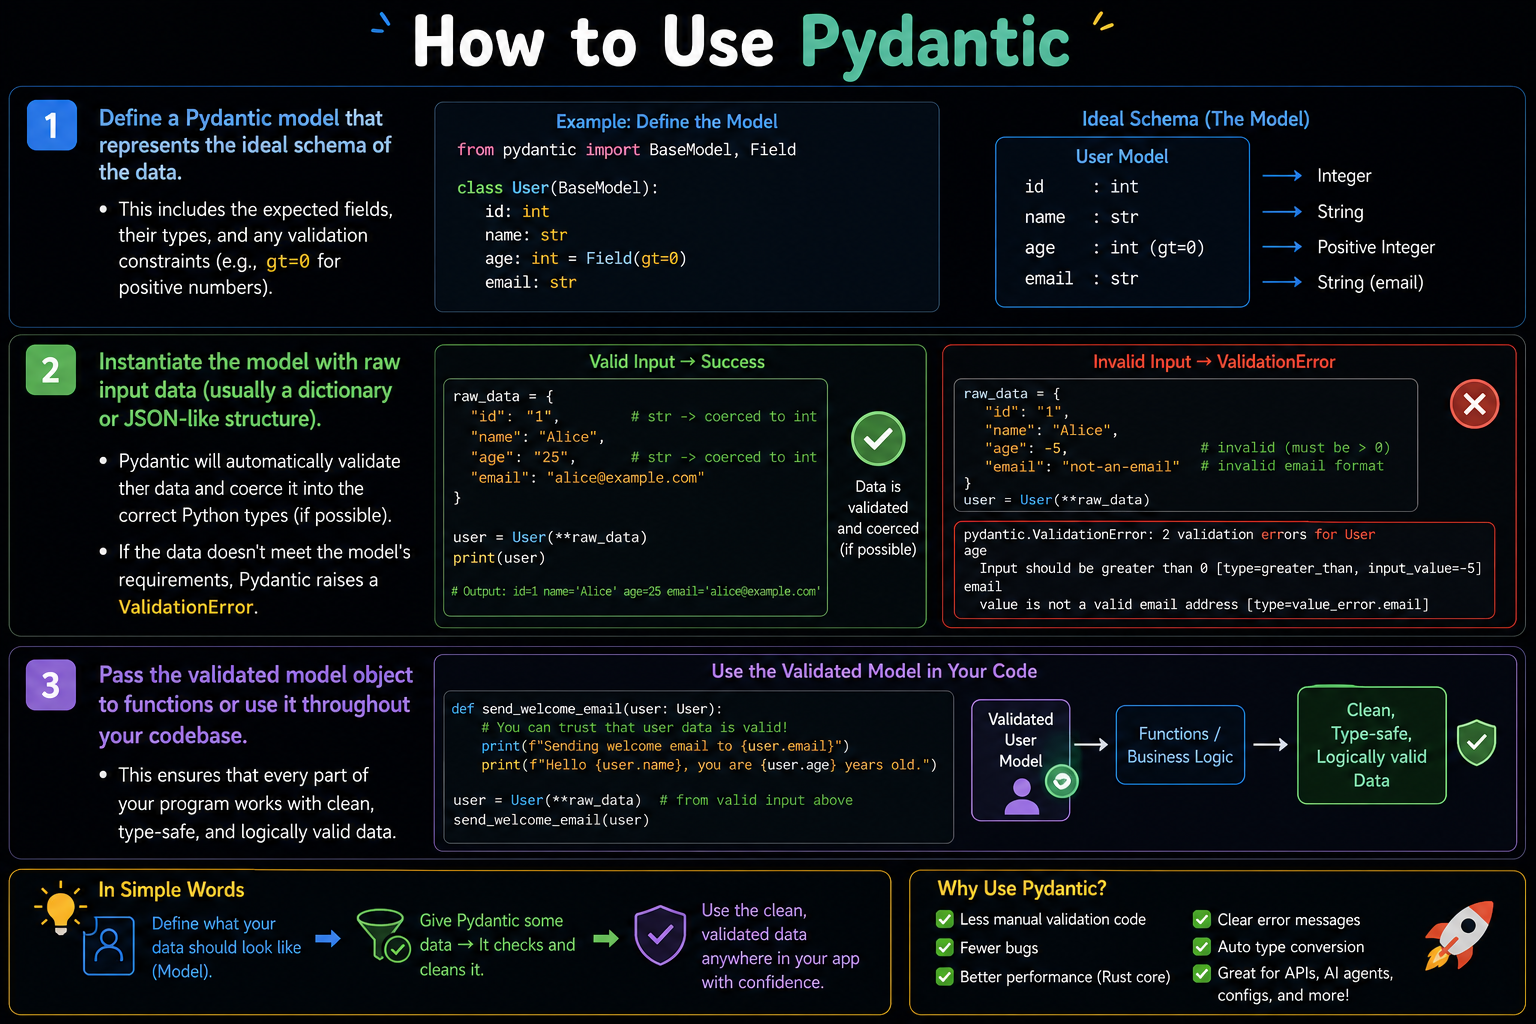 How to Use Pydantic
1
Define a Pydantic model that
represents the ideal schema of
the data.
• This includes the expected fields,
their types, and any validation
constraints (e.g., gt=0 for
positive numbers).
Example: Define the Model
from pydantic import BaseModel, Field
class User(BaseModel):
id: int
name: str
age: int = Field(gt=0)
email: str
Ideal Schema (The Model)
User Model
id : int
name : str
age : int (gt=0)
email : str
Integer
String
Positive Integer
String (email)
2
Instantiate the model with raw
input data (usually a dictionary
or JSON-like structure).
• Pydantic will automatically validate
ther data and coerce it into the
correct Python types (if possible).
• If the data doesn't meet the model's
requirements, Pydantic raises a
ValidationError.
Valid Input → Success
raw_data = {
"id": "1", # str -> coerced to int
"name": "Alice",
"age": "25", # str -> coerced to int
"email": "alice@example.com"
}
user = User(**raw_data)
print(user)
# Output: id=1 name='Alice' age=25 email='alice@example.com'
Data is
validated
and coerced
(if possible)
Invalid Input → ValidationError
raw_data = {
"id": "1",
"name": "Alice",
"age": -5, # invalid (must be > 0)
"email": "not-an-email" # invalid email format
}
user = User(**raw_data)
pydantic.ValidationError: 2 validation errors for User
age
Input should be greater than 0 [type=greater_than, input_value=-5]
email
value is not a valid email address [type=value_error.email]
3
Pass the validated model object
to functions or use it throughout
your codebase.
• This ensures that every part of
your program works with clean,
type-safe, and logically valid data.
Use the Validated Model in Your Code
def send_welcome_email(user: User):
# You can trust that user data is valid!
print(f"Sending welcome email to {user.email}")
print(f"Hello {user.name}, you are {user.age} years old.")
user = User(**raw_data) # from valid input above
send_welcome_email(user)
Validated
User
Model
Functions /
Business Logic
Clean,
Type-safe,
Logically valid
Data
In Simple Words
Define what your
data should look like
(Model).
Give Pydantic some
data → It checks and
cleans it.
Use the clean,
validated data
anywhere in your app
with confidence.
Why Use Pydantic?
Less manual validation code
Fewer bugs
Better performance (Rust core)
Clear error messages
Auto type conversion
Great for APIs, AI agents,
configs, and more!